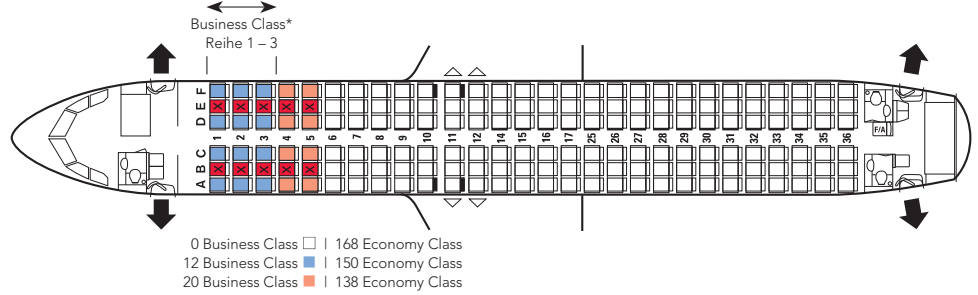 Business Class*
Reihe 1 – 3
F
E
D
X X X X X
1 2 3 4 5 6 7 8 9 10 11 12 14 15 16 17 25 26 27 28 29 30 31 32 33 34 35 36
F/A
C
B
A
X X X X X
0 Business Class | 168 Economy Class
12 Business Class | 150 Economy Class
20 Business Class | 138 Economy Class